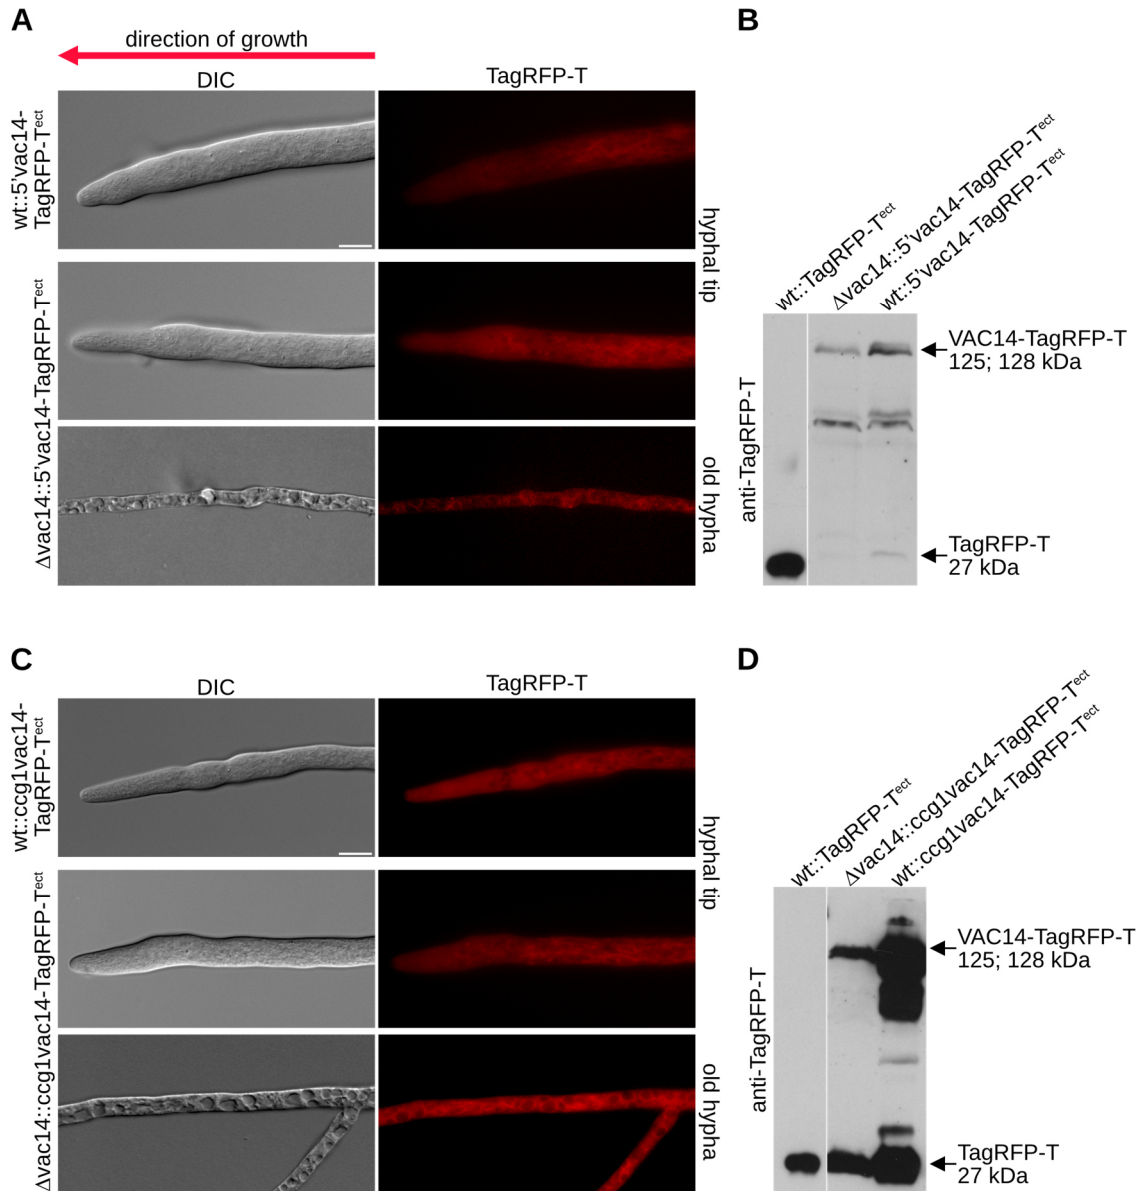 A
direction of growth
DIC
TagRFP-T
wt::5’vac14-
TagRFP-Tᵉᶜᵗ
Δvac14::5’vac14-TagRFP-Tᵉᶜᵗ
hyphal tip
old hypha
B
wt::TagRFP-Tᵉᶜᵗ
Δvac14::5’vac14-TagRFP-Tᵉᶜᵗ
wt::5’vac14-TagRFP-Tᵉᶜᵗ
anti-TagRFP-T
VAC14-TagRFP-T
125; 128 kDa
TagRFP-T
27 kDa
C
DIC
TagRFP-T
wt::ccg1vac14-
TagRFP-Tᵉᶜᵗ
Δvac14::ccg1vac14-TagRFP-Tᵉᶜᵗ
hyphal tip
old hypha
D
wt::TagRFP-Tᵉᶜᵗ
Δvac14::ccg1vac14-TagRFP-Tᵉᶜᵗ
wt::ccg1vac14-TagRFP-Tᵉᶜᵗ
anti-TagRFP-T
VAC14-TagRFP-T
125; 128 kDa
TagRFP-T
27 kDa